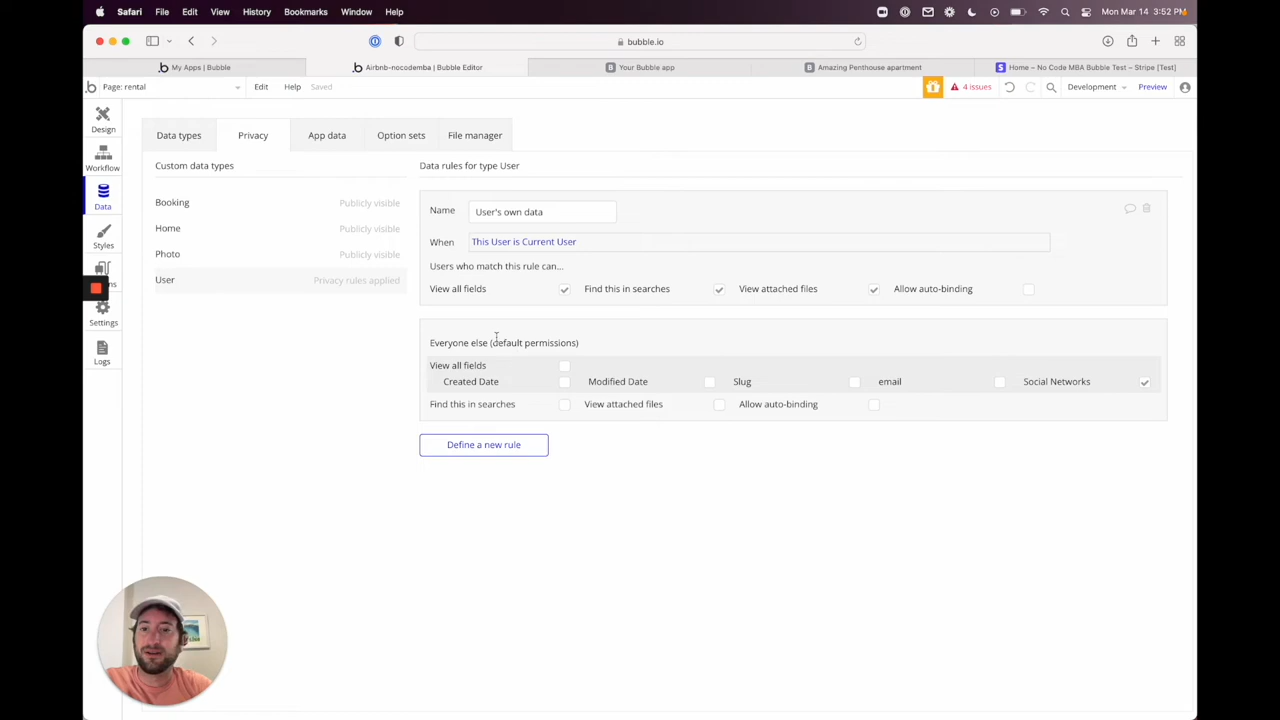 Safari File Edit View History Bookmarks Window Help Mon Mar 14 3:52 PM
bubble.io
My Apps | Bubble Airbnb-nocodemba | Bubble Editor Your Bubble app Amazing Penthouse apartment Home – No Code MBA Bubble Test – Stripe [Test]
Page: rental Edit Help Saved 4 issues Development Preview
Design
Workflow
Data
Styles
Settings
Logs
Data types Privacy App data Option sets File manager
Custom data types
Booking Publicly visible
Home Publicly visible
Photo Publicly visible
User Privacy rules applied
Data rules for type User
Name User's own data
When This User is Current User
Users who match this rule can...
View all fields Find this in searches View attached files Allow auto-binding
Everyone else (default permissions)
View all fields
Created Date Modified Date Slug email Social Networks
Find this in searches View attached files Allow auto-binding
Define a new rule